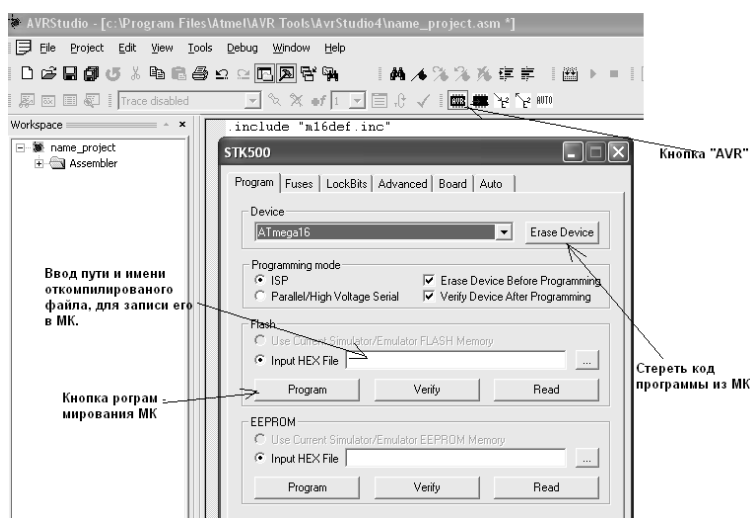 AVRStudio - [c:\Program Files\Atmel\AVR Tools\AvrStudio4\name_project.asm *]
File Project Edit View Tools Debug Window Help
Trace disabled
1
AVR
AUTO
Workspace
name_project
Assembler
.include "m16def.inc"
Кнопка "AVR"
STK500
Program Fuses LockBits Advanced Board Auto
Device
ATmega16
Erase Device
Programming mode
ISP
Erase Device Before Programming
Parallel/High Voltage Serial
Verify Device After Programming
Ввод пути и имени
откомпилированого
файла, для записи его
в МК.
Flash
Use Current Simulator/Emulator FLASH Memory
Input HEX File
...
Program Verify Read
Стереть код
программы из МК
Кнопка рограм -
мирования МК
EEPROM
Use Current Simulator/Emulator EEPROM Memory
Input HEX File
...
Program Verify Read